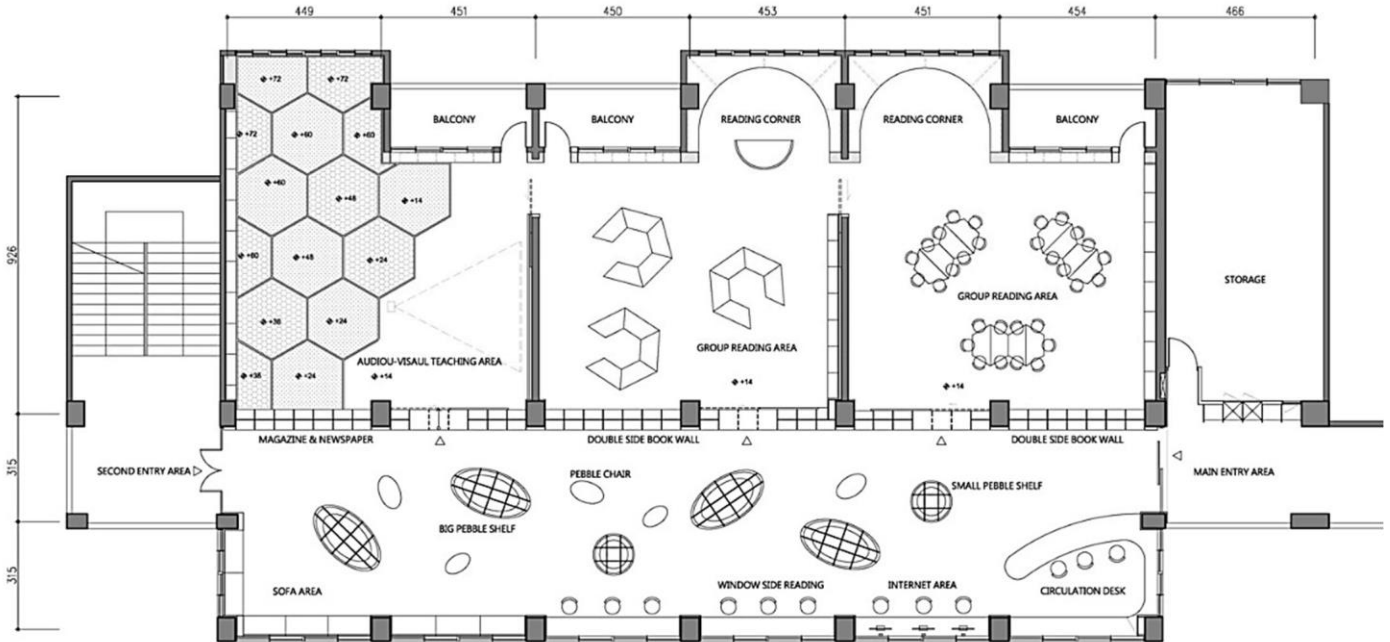 449 451 450 453 451 454 466
+72 +72
BALCONY BALCONY READING CORNER READING CORNER BALCONY
+72 +60 +60
+60 +48 +14
926
+60 +48 +24
STORAGE
GROUP READING AREA
+36 +24
GROUP READING AREA
AUDIOU-VISAUL TEACHING AREA
+36 +24 +14 +14 +14
MAGAZINE & NEWSPAPER DOUBLE SIDE BOOK WALL DOUBLE SIDE BOOK WALL
315 SECOND ENTRY AREA PEBBLE CHAIR MAIN ENTRY AREA
SMALL PEBBLE SHELF
BIG PEBBLE SHELF
315 SOFA AREA WINDOW SIDE READING INTERNET AREA CIRCULATION DESK